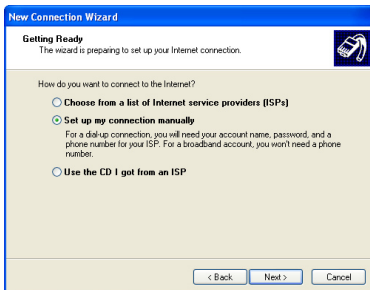 New Connection Wizard
Getting Ready
The wizard is preparing to set up your Internet connection.
How do you want to connect to the Internet?
Choose from a list of Internet service providers (ISPs)
Set up my connection manually
For a dial-up connection, you will need your account name, password, and a
phone number for your ISP. For a broadband account, you won't need a phone
number.
Use the CD I got from an ISP
< Back
Next >
Cancel